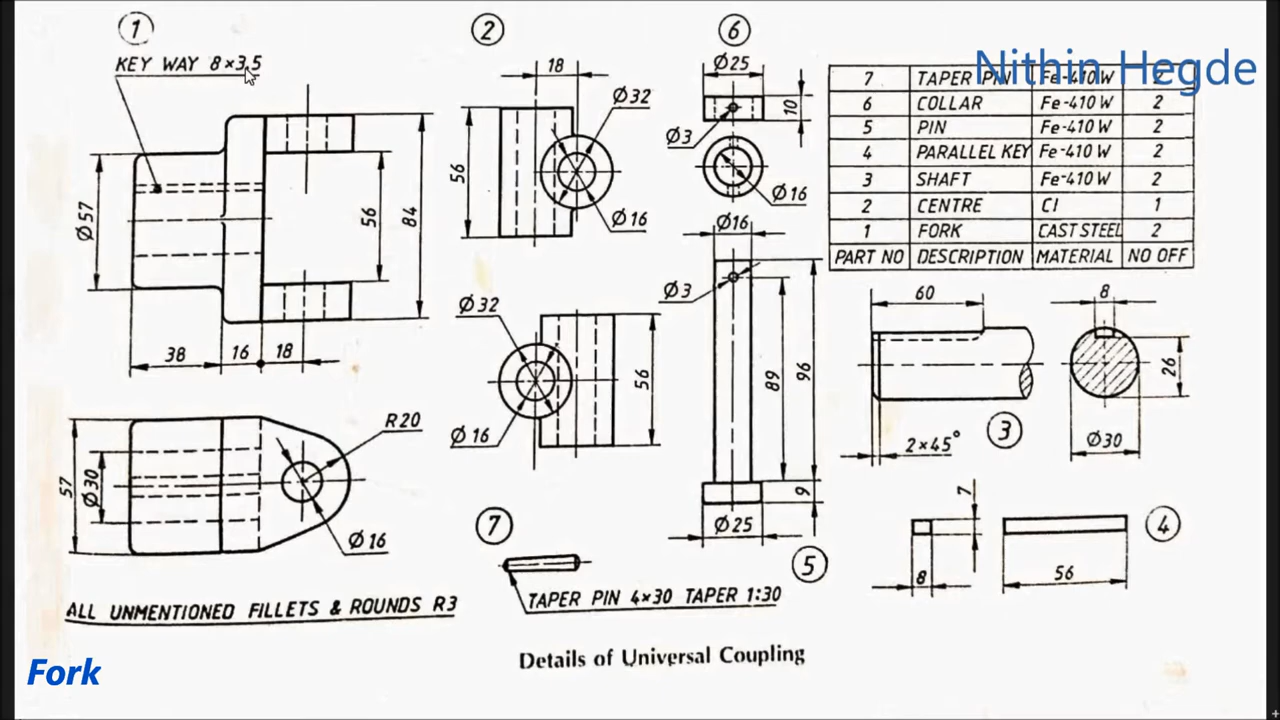 1
KEY WAY 8×3,5
Ø57
56
84
38
16
18
57
Ø30
R20
Ø16
ALL UNMENTIONED FILLETS & ROUNDS R3
Fork
2
18
Ø32
56
Ø16
Ø32
56
Ø16
7
TAPER PIN 4×30 TAPER 1:30
6
Ø25
10
Ø3
Ø16
Ø16
Ø3
89
96
9
Ø25
5
Nithin Hegde
7 TAPER PIN Fe-410W 2
6 COLLAR Fe-410W 2
5 PIN Fe-410W 2
4 PARALLEL KEY Fe-410W 2
3 SHAFT Fe-410W 2
2 CENTRE CI 1
1 FORK CAST STEEL 2
PART NO DESCRIPTION MATERIAL NO OFF
60
8
26
2×45°
3
Ø30
7
8
56
4
Details of Universal Coupling